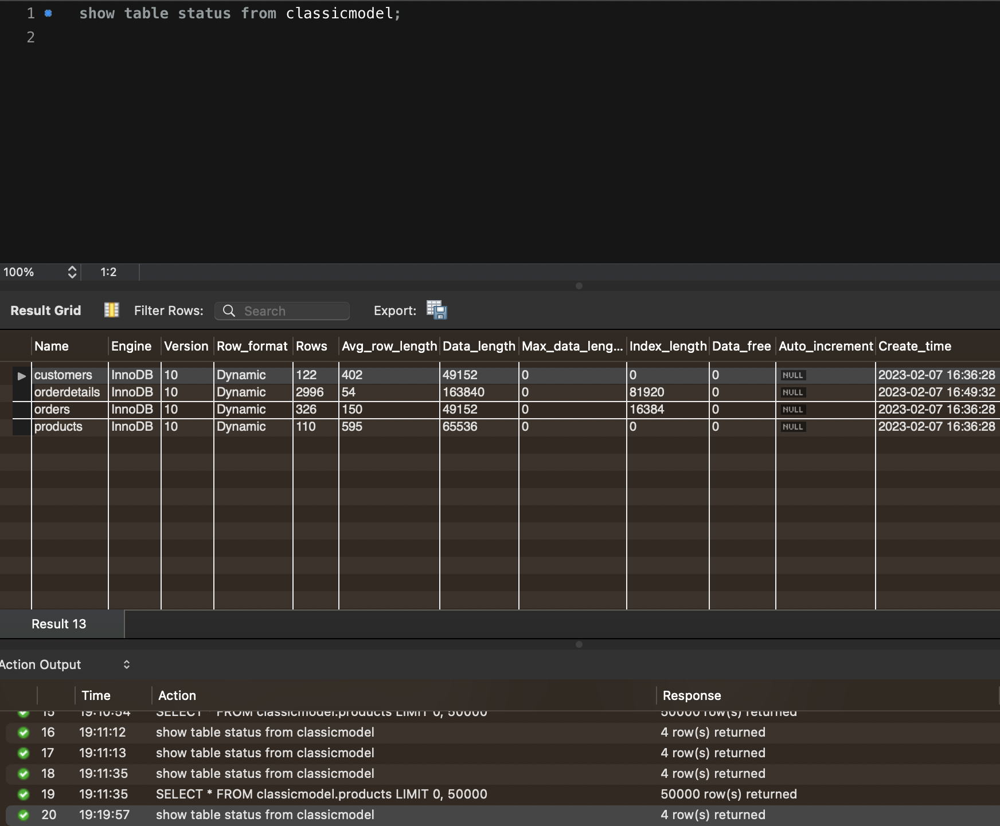 1 show table status from classicmodel;
2
100% 1:2
Result Grid Filter Rows: Search Export:
Name Engine Version Row_format Rows Avg_row_length Data_length Max_data_leng... Index_length Data_free Auto_increment Create_time
customers InnoDB 10 Dynamic 122 402 49152 0 0 0 NULL 2023-02-07 16:36:28
orderdetails InnoDB 10 Dynamic 2996 54 163840 0 81920 0 NULL 2023-02-07 16:49:32
orders InnoDB 10 Dynamic 326 150 49152 0 16384 0 NULL 2023-02-07 16:36:28
products InnoDB 10 Dynamic 110 595 65536 0 0 0 NULL 2023-02-07 16:36:28
Result 13
Action Output
Time Action Response
15 19:10:54 SELECT * FROM classicmodel.products LIMIT 0, 50000 50000 row(s) returned
16 19:11:12 show table status from classicmodel 4 row(s) returned
17 19:11:13 show table status from classicmodel 4 row(s) returned
18 19:11:35 show table status from classicmodel 4 row(s) returned
19 19:11:35 SELECT * FROM classicmodel.products LIMIT 0, 50000 50000 row(s) returned
20 19:19:57 show table status from classicmodel 4 row(s) returned